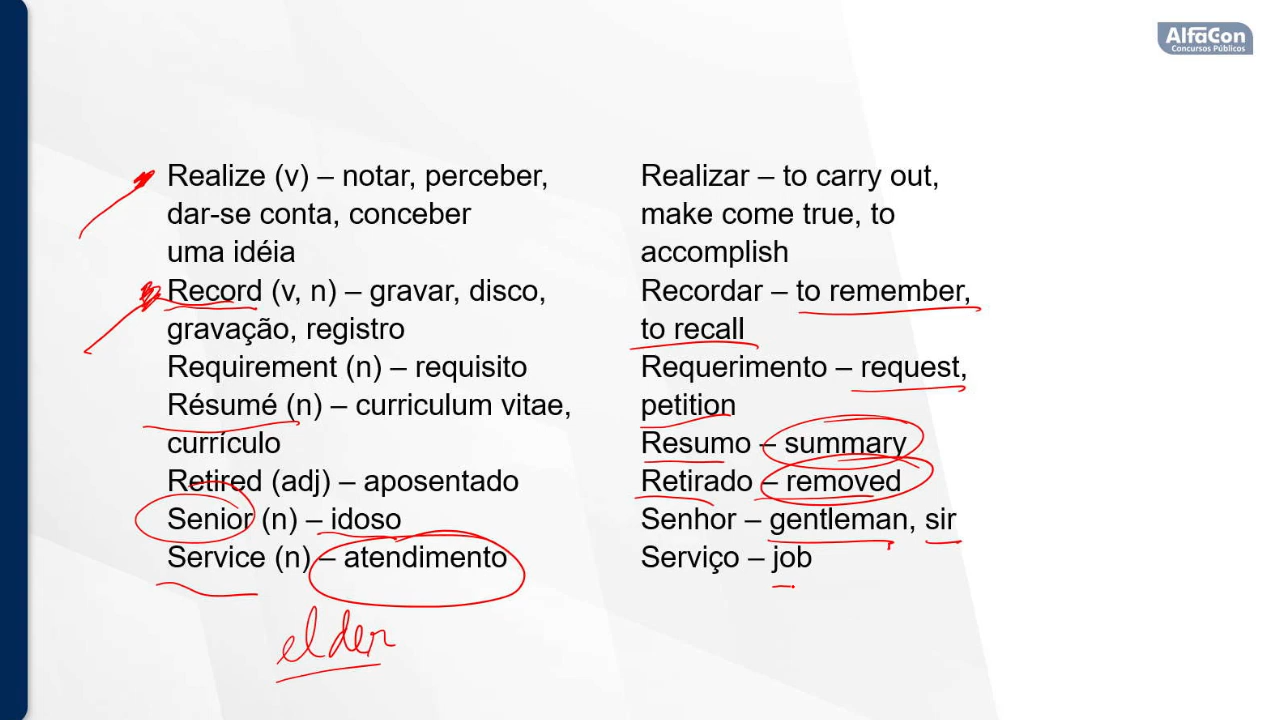 AlfaCon
Concursos Públicos
Realize (v) – notar, perceber,
dar-se conta, conceber
uma idéia
Record (v, n) – gravar, disco,
gravação, registro
Requirement (n) – requisito
Résumé (n) – curriculum vitae,
currículo
Retired (adj) – aposentado
Senior (n) – idoso
Service (n) – atendimento
elder
Realizar – to carry out,
make come true, to
accomplish
Recordar – to remember,
to recall
Requerimento – request,
petition
Resumo – summary
Retirado – removed
Senhor – gentleman, sir
Serviço – job